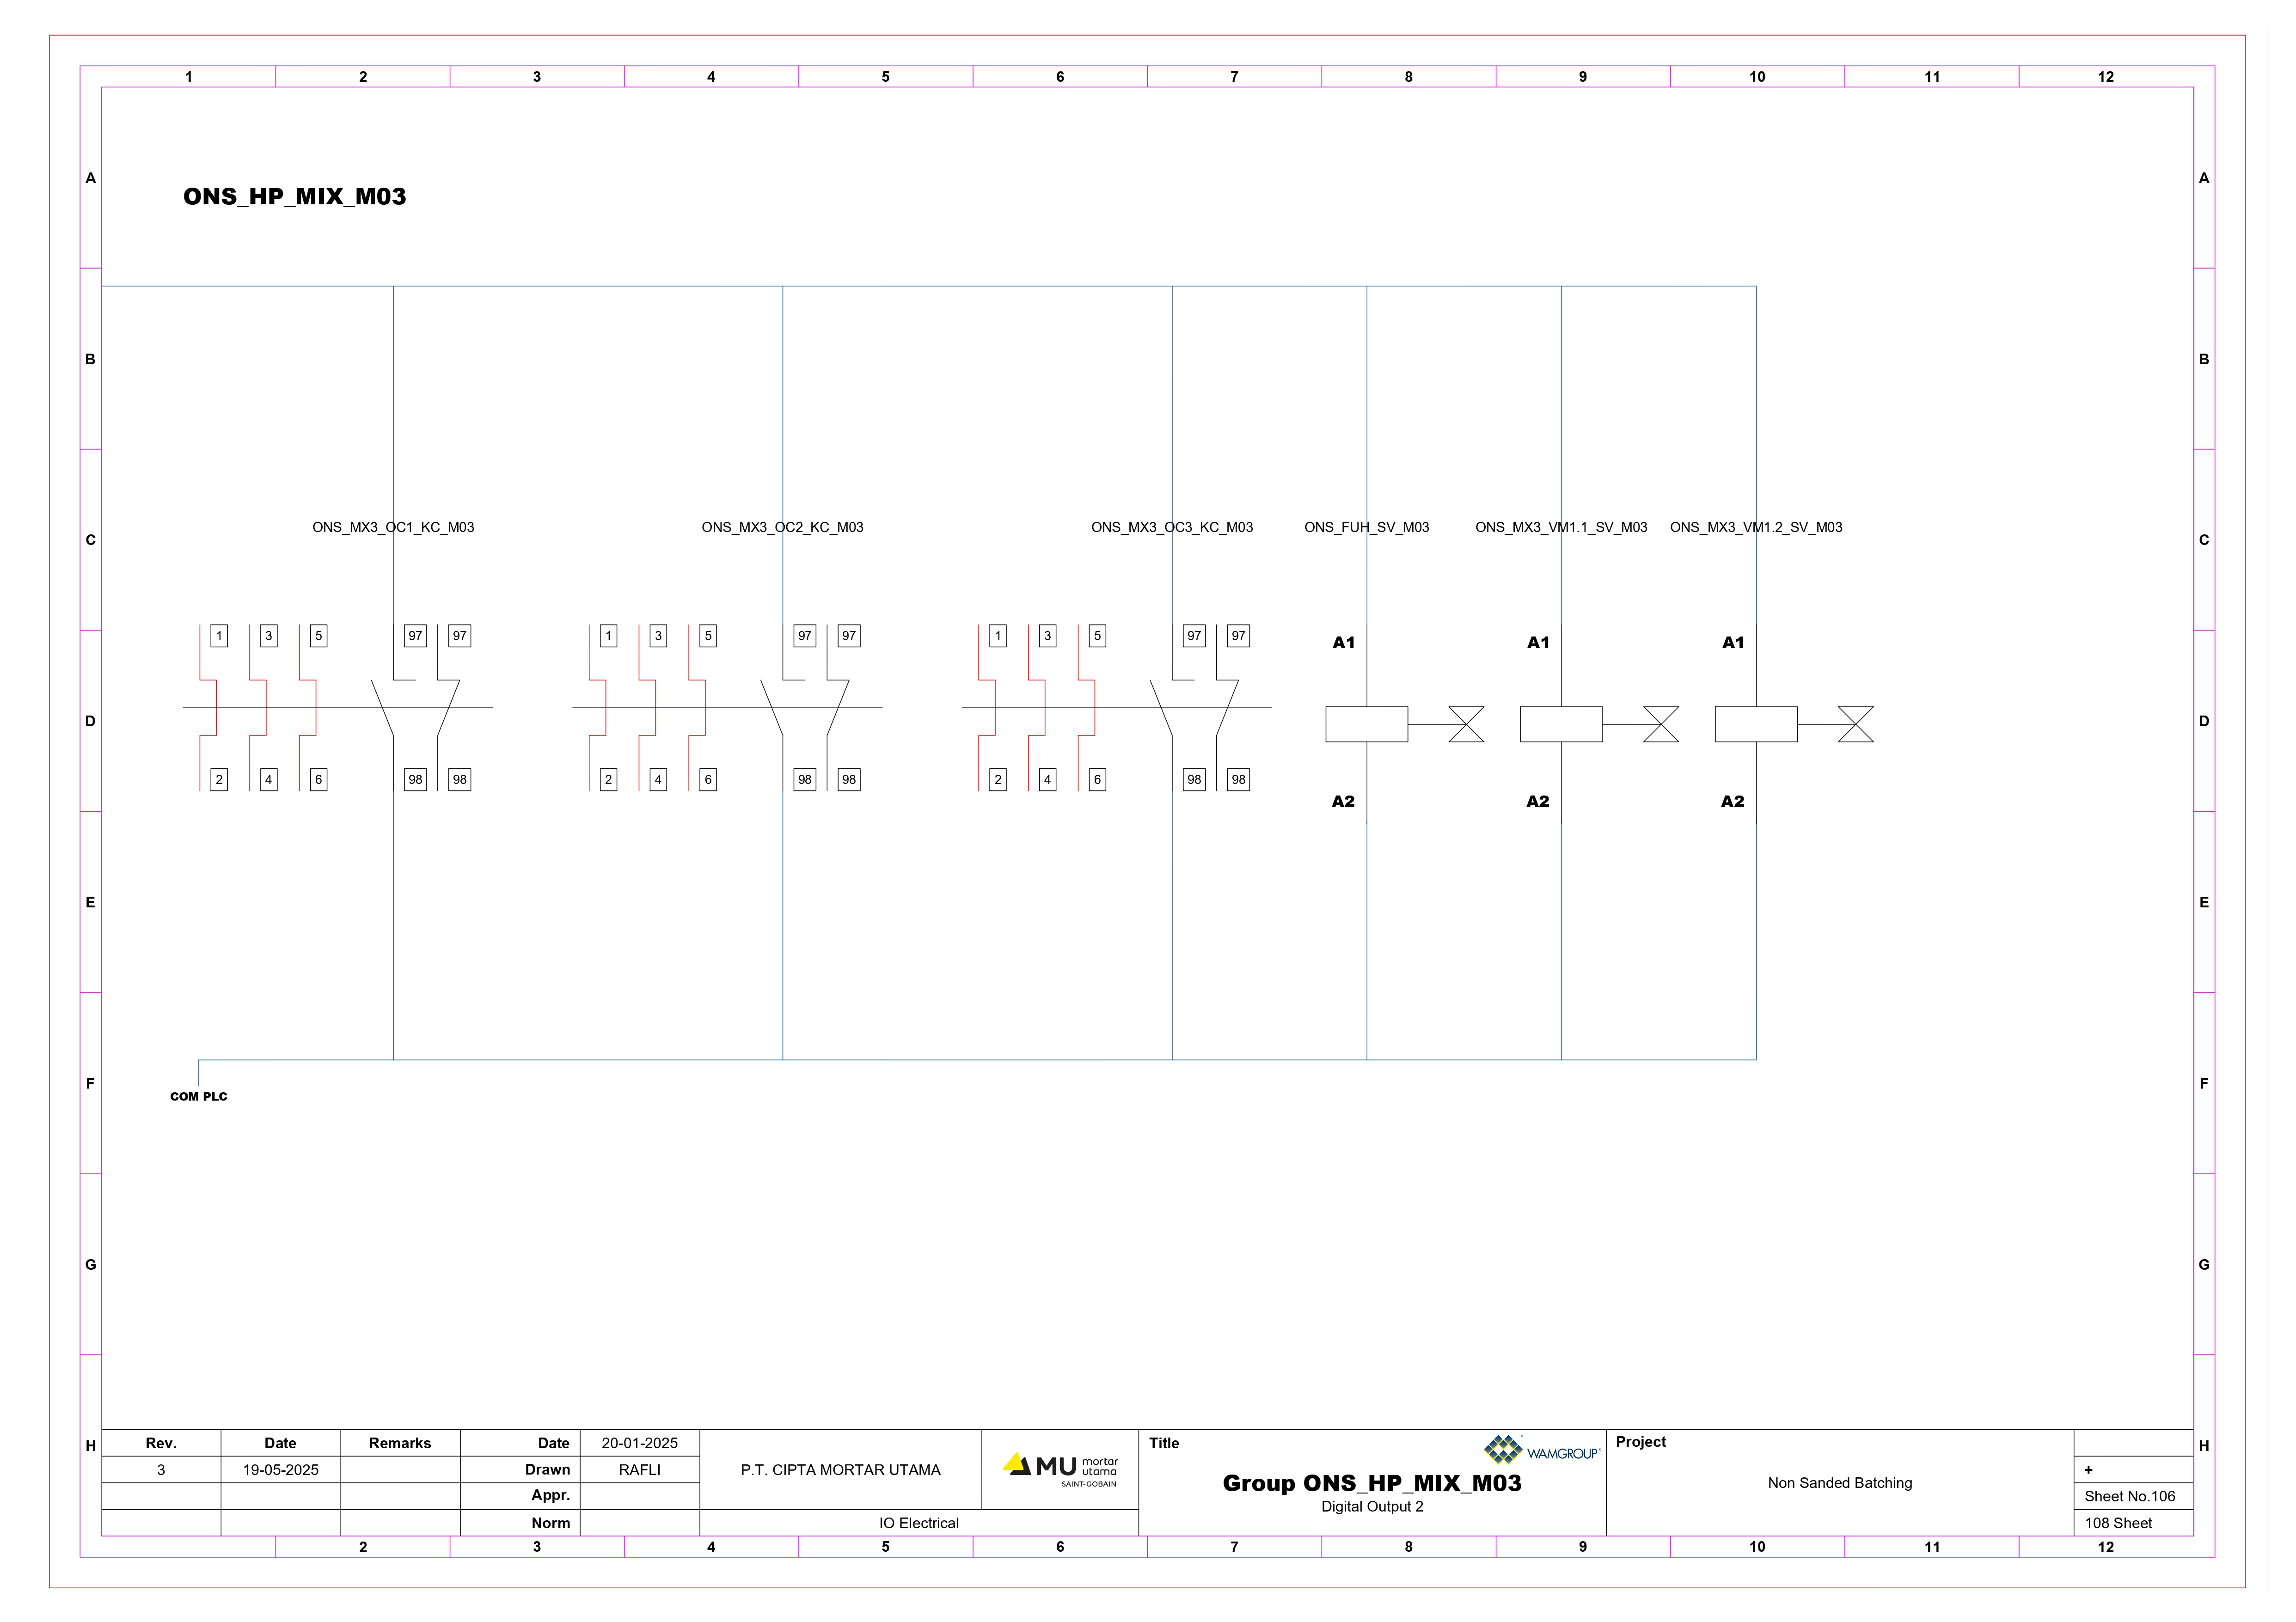 1 2 3 4 5 6 7 8 9 10 11 12
A A
ONS_HP_MIX_M03
B B
ONS_MX3_OC1_KC_M03 ONS_MX3_OC2_KC_M03 ONS_MX3_OC3_KC_M03 ONS_FUH_SV_M03 ONS_MX3_VM1.1_SV_M03 ONS_MX3_VM1.2_SV_M03
C C
1 3 5 97 97 1 3 5 97 97 1 3 5 97 97 A1 A1 A1
D D
2 4 6 98 98 2 4 6 98 98 2 4 6 98 98 A2 A2 A2
E E
F F
COM PLC
G G
H H
Rev. Date Remarks Date 20-01-2025
3 19-05-2025 Drawn RAFLI
Appr.
Norm
P.T. CIPTA MORTAR UTAMA
MU mortar
utama
SAINT-GOBAIN
IO Electrical
Title
WAMGROUP
Group ONS_HP_MIX_M03
Digital Output 2
Project
Non Sanded Batching
+
Sheet No.106
108 Sheet
2 3 4 5 6 7 8 9 10 11 12